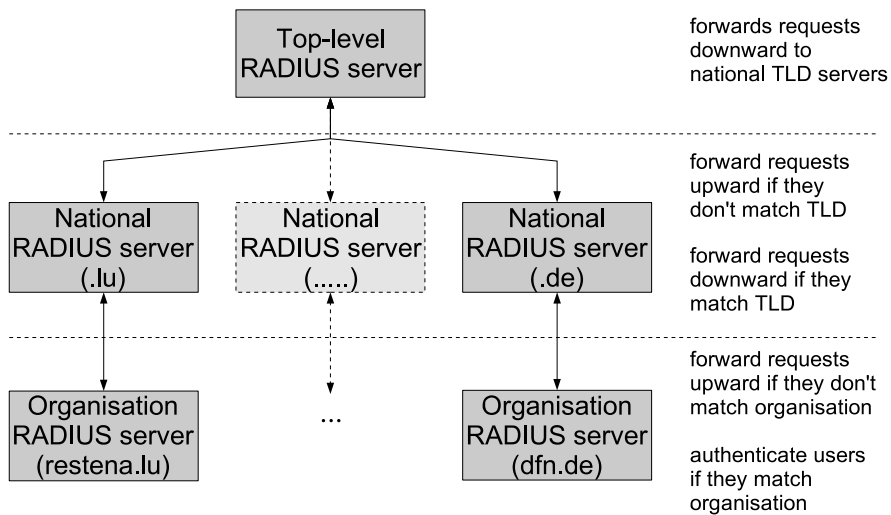 Top-level
RADIUS server
forwards requests
downward to
national TLD servers
National
RADIUS server
(.lu)
National
RADIUS server
(.....)
National
RADIUS server
(.de)
forward requests
upward if they
don't match TLD
forward requests
downward if they
match TLD
Organisation
RADIUS server
(restena.lu)
...
Organisation
RADIUS server
(dfn.de)
forward requests
upward if they don't
match organisation
authenticate users
if they match
organisation